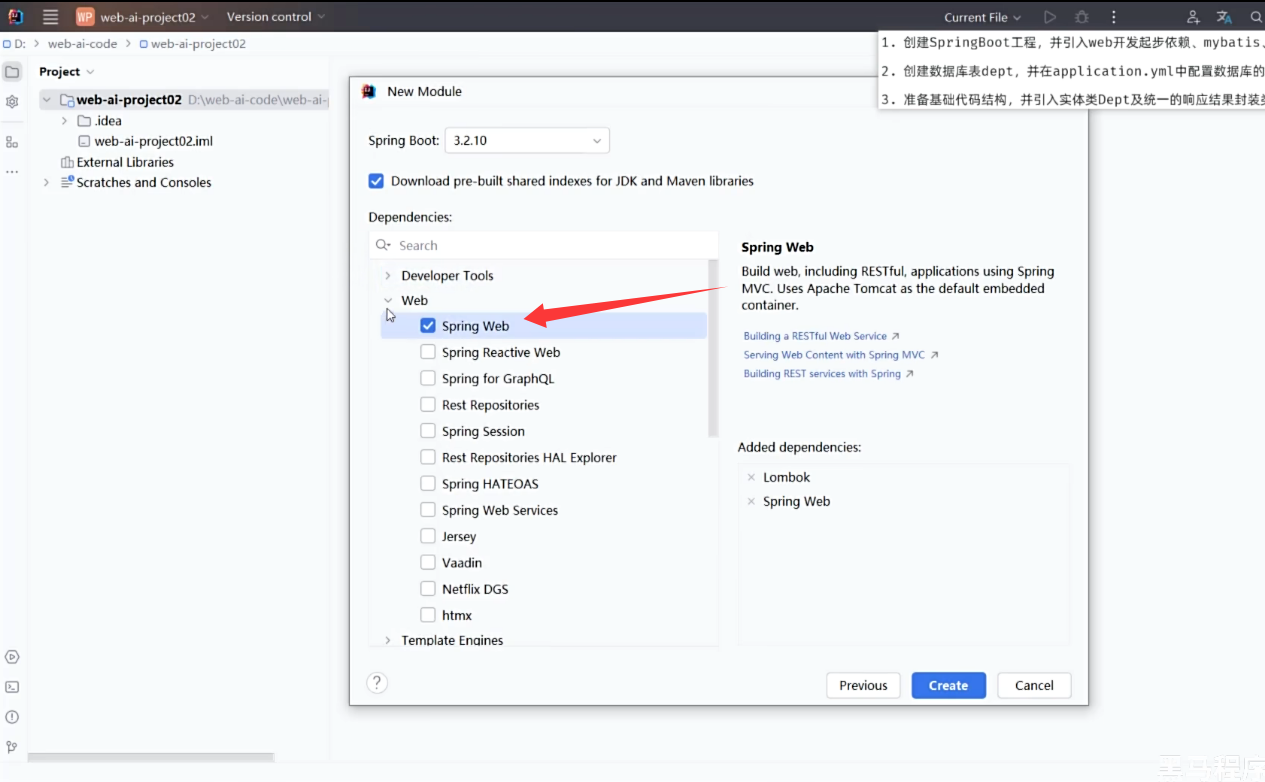 WP web-ai-project02 Version control Current File
D: web-ai-code web-ai-project02
1. 创建SpringBoot工程，并引入web开发起步依赖、mybatis、
2. 创建数据库表dept，并在application.yml中配置数据库的
3. 准备基础代码结构，并引入实体类Dept及统一的响应结果封装类
Project
web-ai-project02 D:\web-ai-code\web-ai-
.idea
web-ai-project02.iml
External Libraries
Scratches and Consoles
New Module
Spring Boot: 3.2.10
Download pre-built shared indexes for JDK and Maven libraries
Dependencies:
Search
Developer Tools
Web
Spring Web
Spring Reactive Web
Spring for GraphQL
Rest Repositories
Spring Session
Rest Repositories HAL Explorer
Spring HATEOAS
Spring Web Services
Jersey
Vaadin
Netflix DGS
htmx
Template Engines
Spring Web
Build web, including RESTful, applications using Spring
MVC. Uses Apache Tomcat as the default embedded
container.
Building a RESTful Web Service
Serving Web Content with Spring MVC
Building REST services with Spring
Added dependencies:
Lombok
Spring Web
? Previous Create Cancel